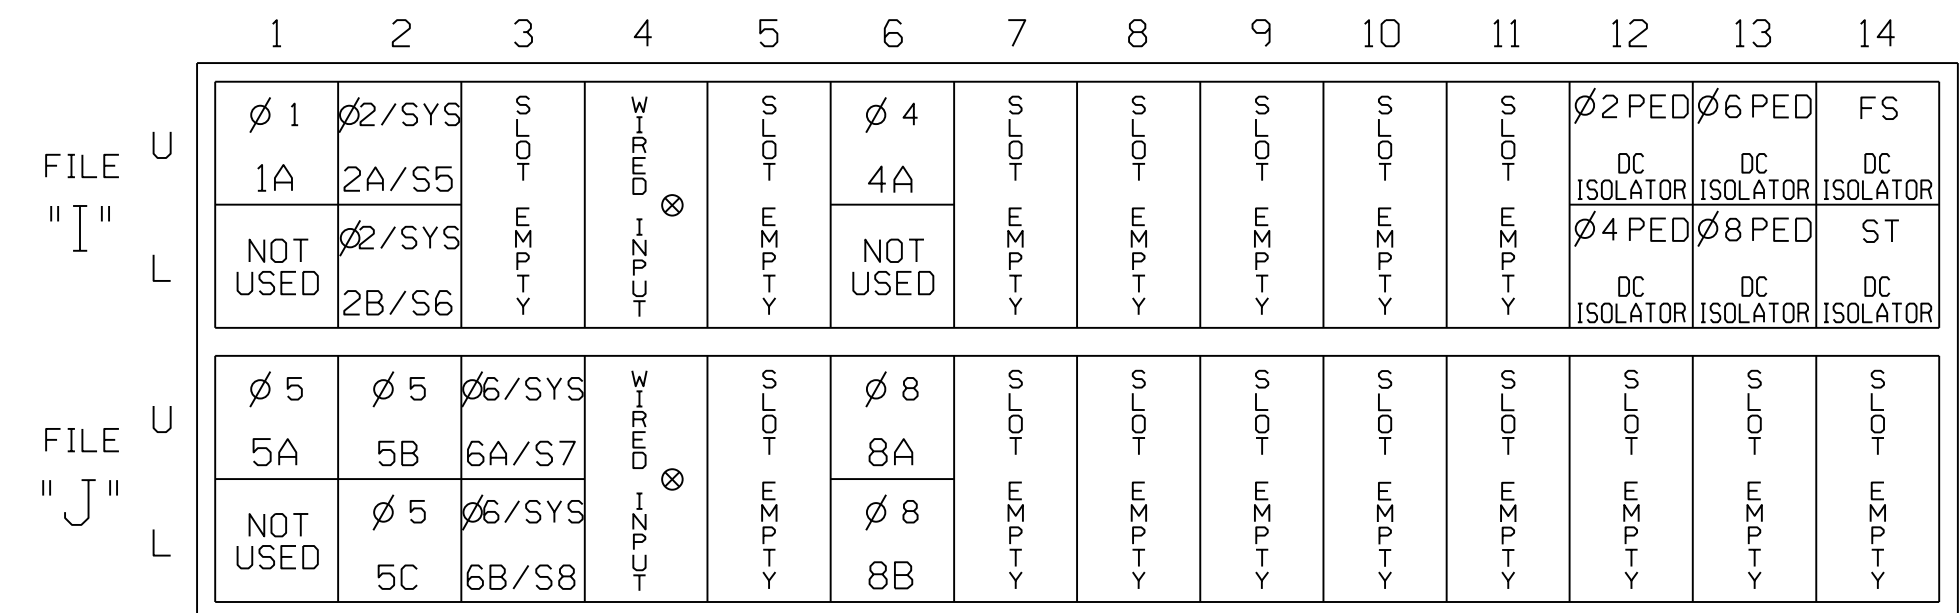 1 2 3 4 5 6 7 8 9 10 11 12 13 14
FILE "I"
U
L
Ø 1
1A
NOT USED
Ø2/SYS
2A/S5
Ø2/SYS
2B/S6
SLOT EMPTY
WIRED INPUT
SLOT EMPTY
Ø 4
4A
NOT USED
SLOT EMPTY
SLOT EMPTY
SLOT EMPTY
SLOT EMPTY
SLOT EMPTY
Ø2 PED
DC
ISOLATOR
Ø4 PED
DC
ISOLATOR
Ø6 PED
DC
ISOLATOR
Ø8 PED
DC
ISOLATOR
FS
DC
ISOLATOR
ST
DC
ISOLATOR
FILE "J"
U
L
Ø 5
5A
NOT USED
Ø 5
5B
Ø 5
5C
Ø6/SYS
6A/S7
Ø6/SYS
6B/S8
WIRED INPUT
SLOT EMPTY
Ø 8
8A
Ø 8
8B
SLOT EMPTY
SLOT EMPTY
SLOT EMPTY
SLOT EMPTY
SLOT EMPTY
SLOT EMPTY
SLOT EMPTY
SLOT EMPTY